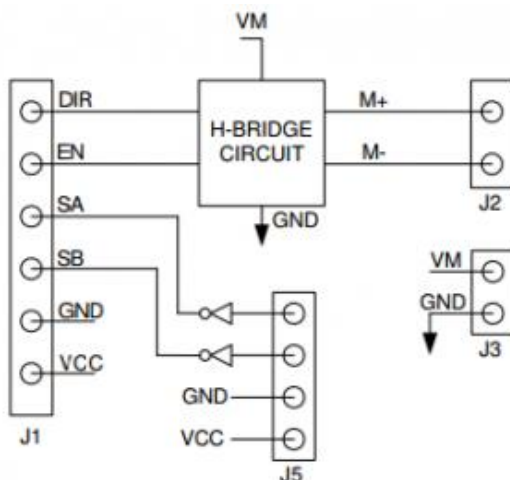 VM
DIR
H-BRIDGE
CIRCUIT
M+
EN
M-
SA
GND
J2
SB
VM
GND
GND
J3
VCC
GND
J1
VCC
J5